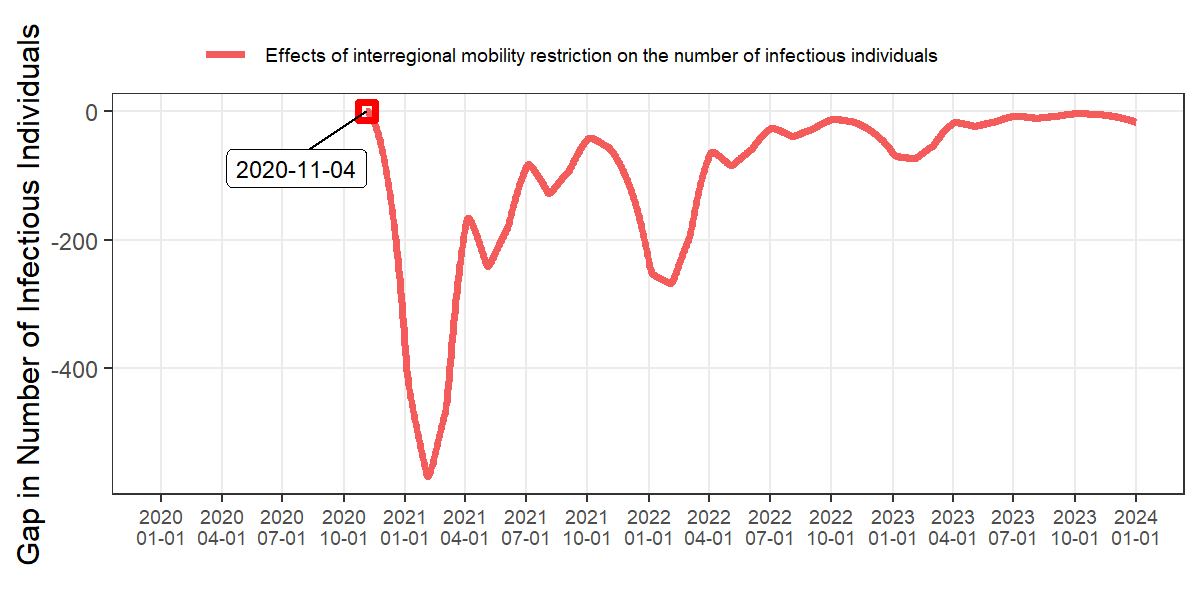 Effects of interregional mobility restriction on the number of infectious individuals
Gap in Number of Infectious Individuals
0
-200
-400
2020-11-04
2020 2020 2020 2020 2021 2021 2021 2021 2022 2022 2022 2022 2023 2023 2023 2023 2024
01-01 04-01 07-01 10-01 01-01 04-01 07-01 10-01 01-01 04-01 07-01 10-01 01-01 04-01 07-01 10-01 01-01